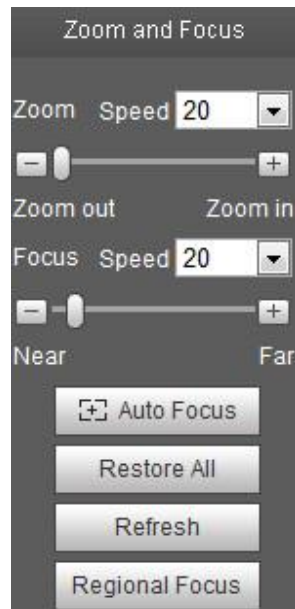 Zoom and Focus
Zoom Speed 20
Zoom out Zoom in
Focus Speed 20
Near Far
Auto Focus
Restore All
Refresh
Regional Focus